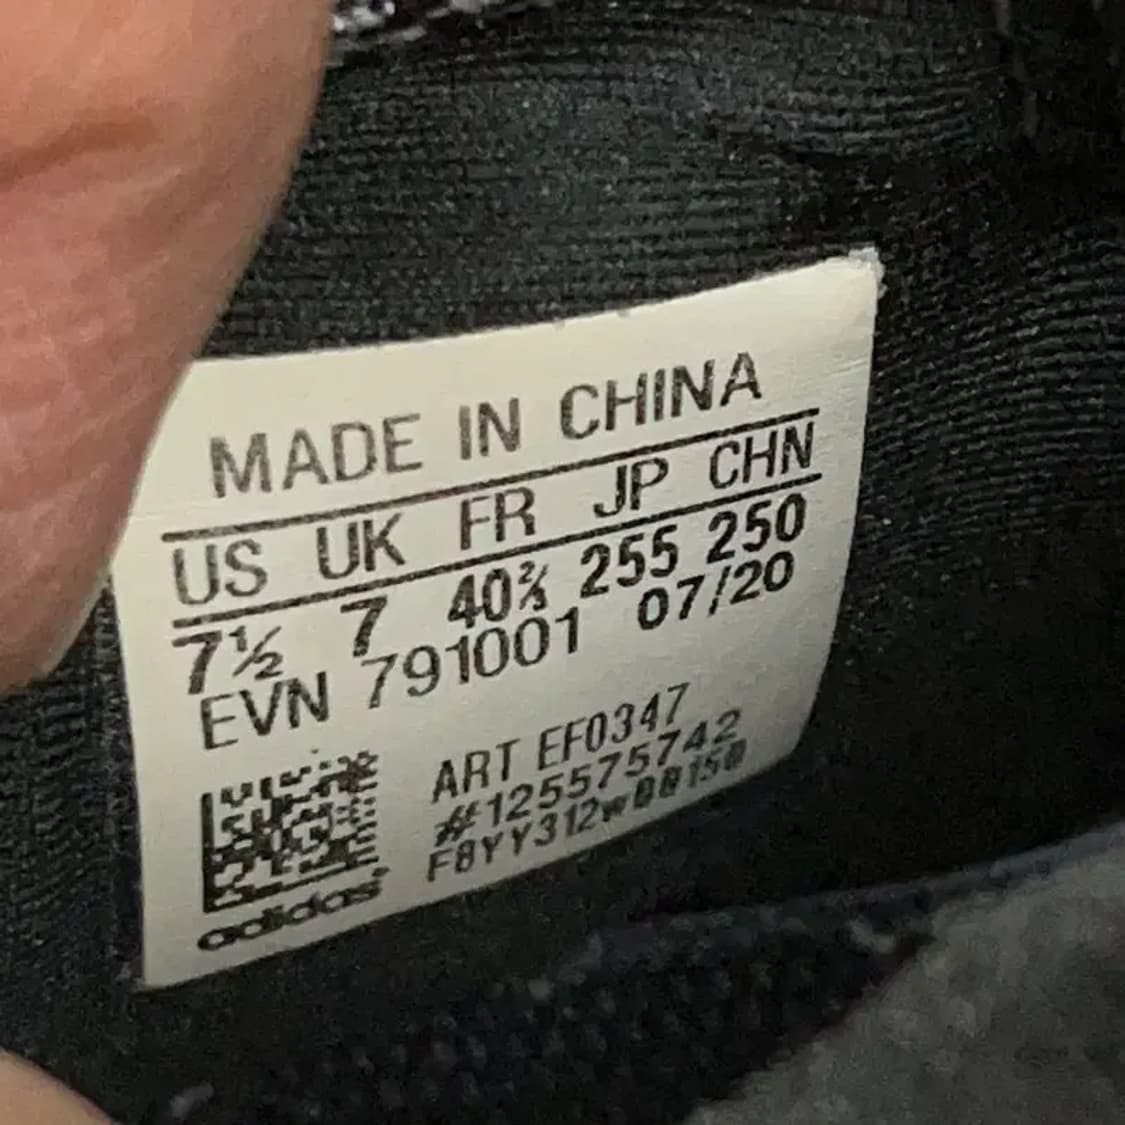 MADE IN CHINA
US UK FR JP CHN
7½ 7 40⅔ 255 250
EVN 791001 07/20
ART EF0347
#125575742
adidas